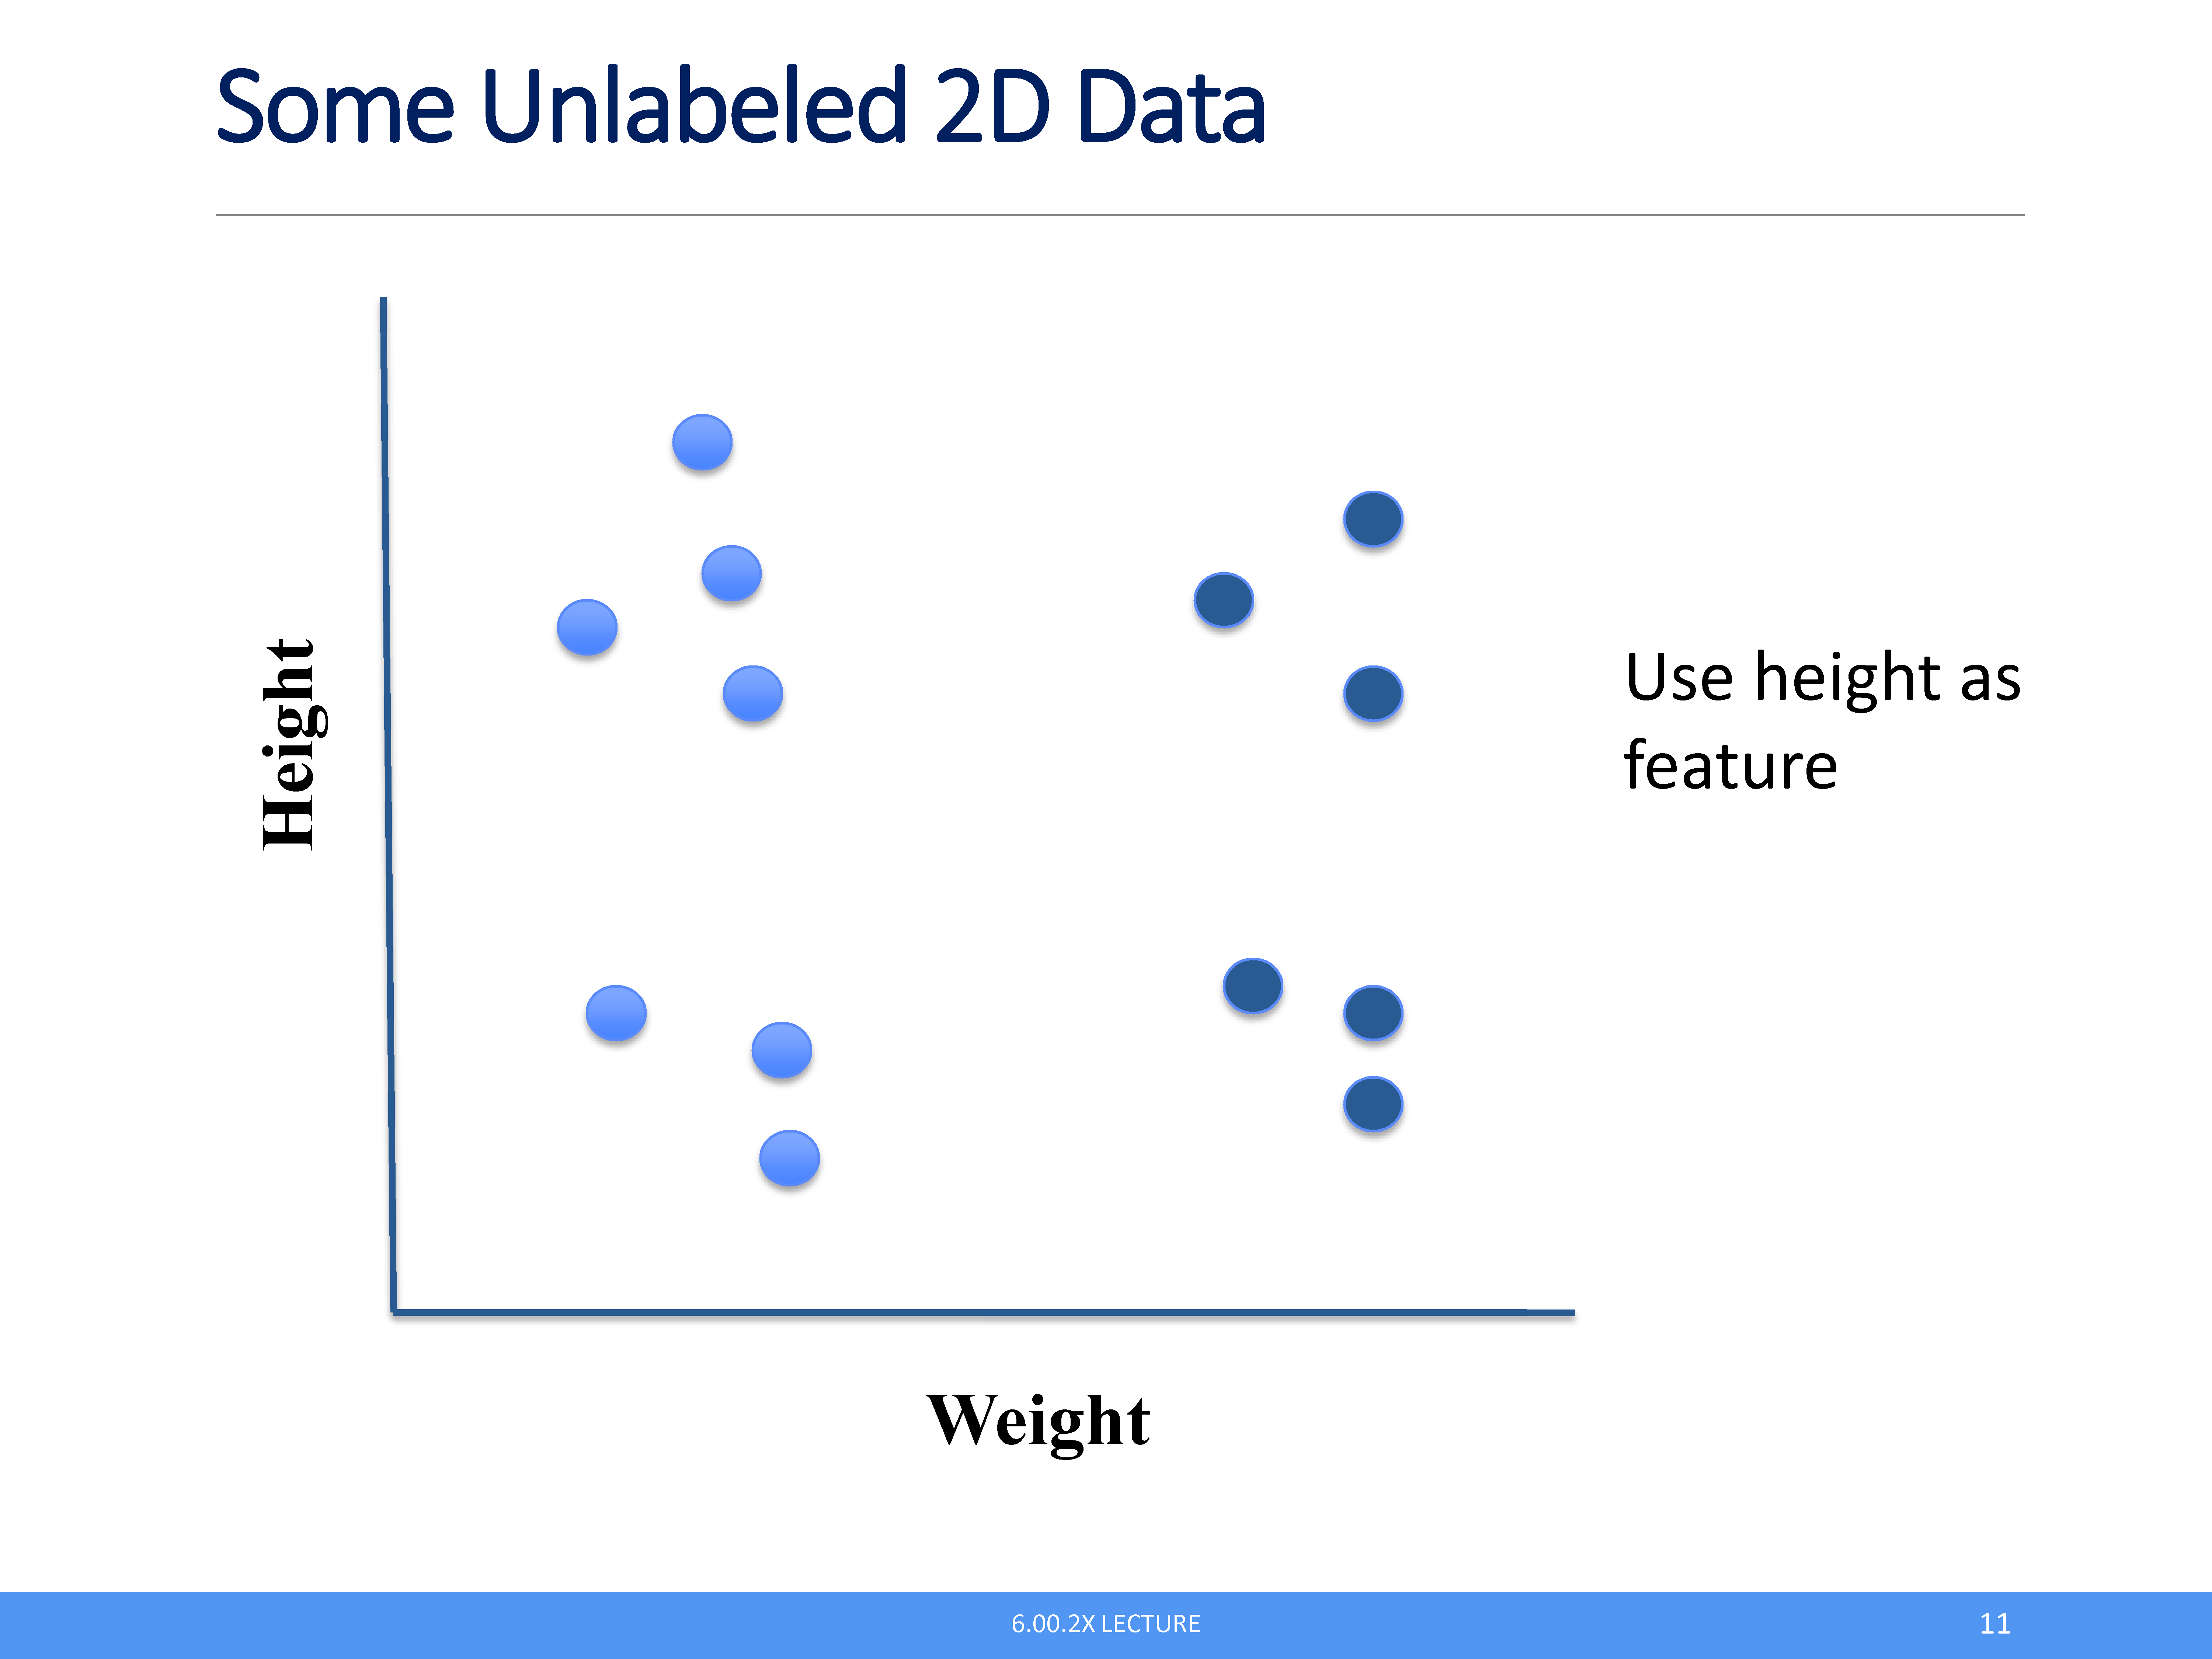 Some Unlabeled 2D Data
Height
Use height as
feature
Weight
6.00.2X LECTURE
11